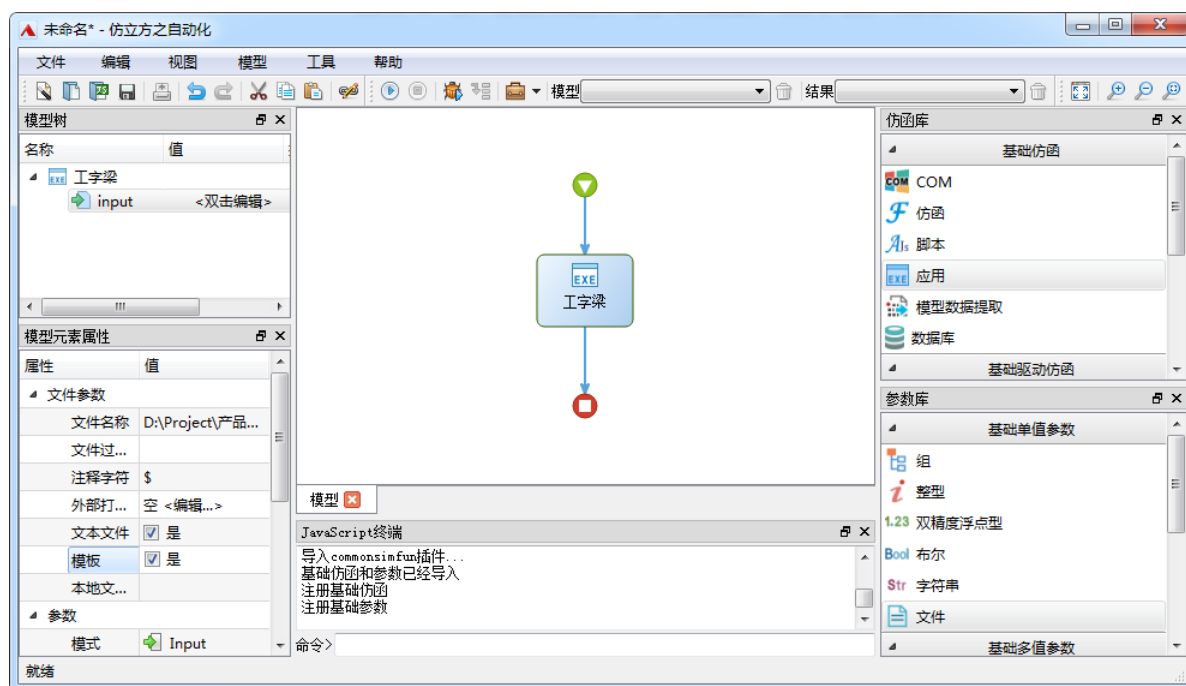 未命名* - 仿立方之自动化
文件 编辑 视图 模型 工具 帮助
模型 结果
模型树
名称 值
EXE 工字梁
input <双击编辑>
模型元素属性
属性 值
文件参数
文件名称 D:\Project\产品...
文件过...
注释字符 $
外部打... 空 <编辑...>
文本文件 是
模板 是
本地文...
参数
模式 Input
EXE
工字梁
模型
JavaScript终端
导入commonsimfun插件...
基础仿函和参数已经导入
注册基础仿函
注册基础参数
命令>
仿函库
基础仿函
COM COM
仿函
脚本
EXE 应用
模型数据提取
数据库
基础驱动仿函
参数库
基础单值参数
组
整型
1.23 双精度浮点型
Bool 布尔
Str 字符串
文件
基础多值参数
就绪